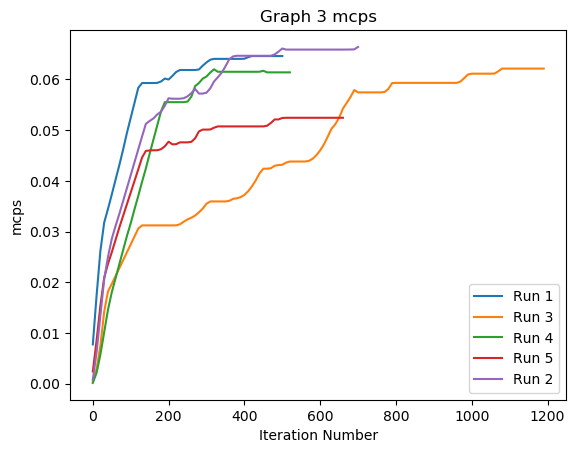 Graph 3 mcps
mcps
0.06
0.05
0.04
0.03
0.02
0.01
0.00
0 200 400 600 800 1000 1200
Iteration Number
Run 1
Run 3
Run 4
Run 5
Run 2